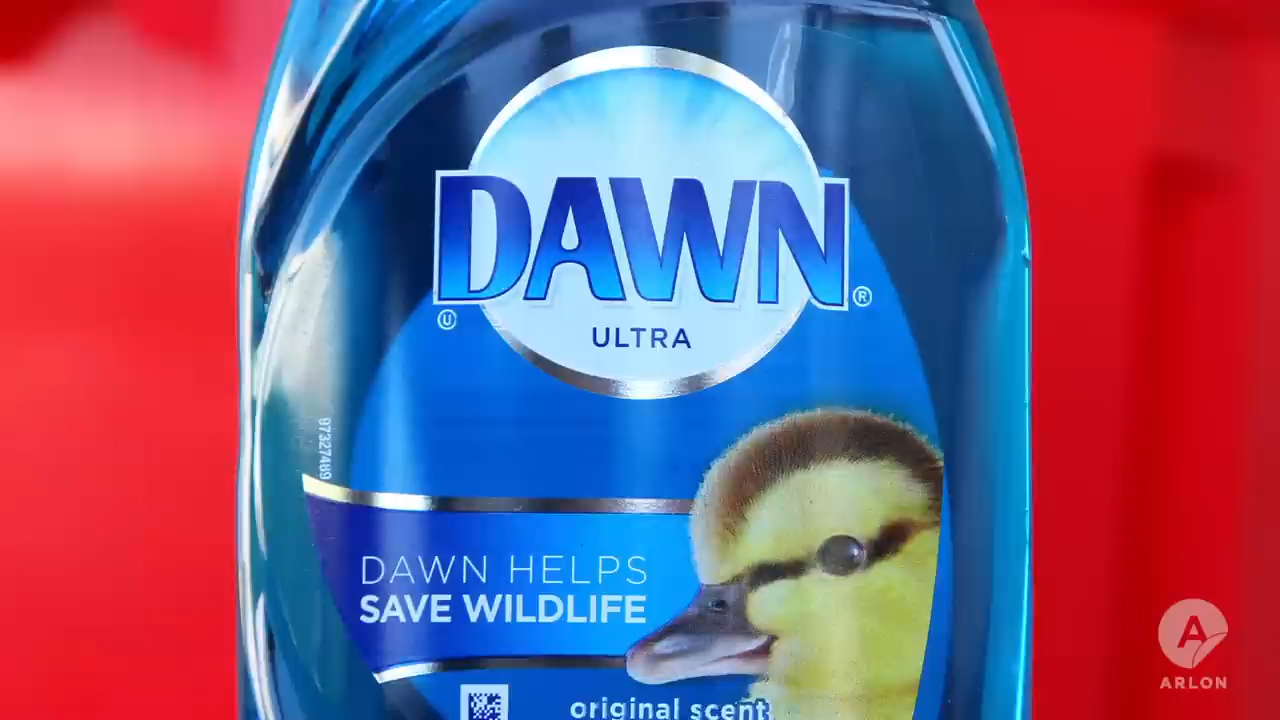 DAWN®
Ⓤ
ULTRA
97327489
DAWN HELPS
SAVE WILDLIFE
original scent
A
ARLON